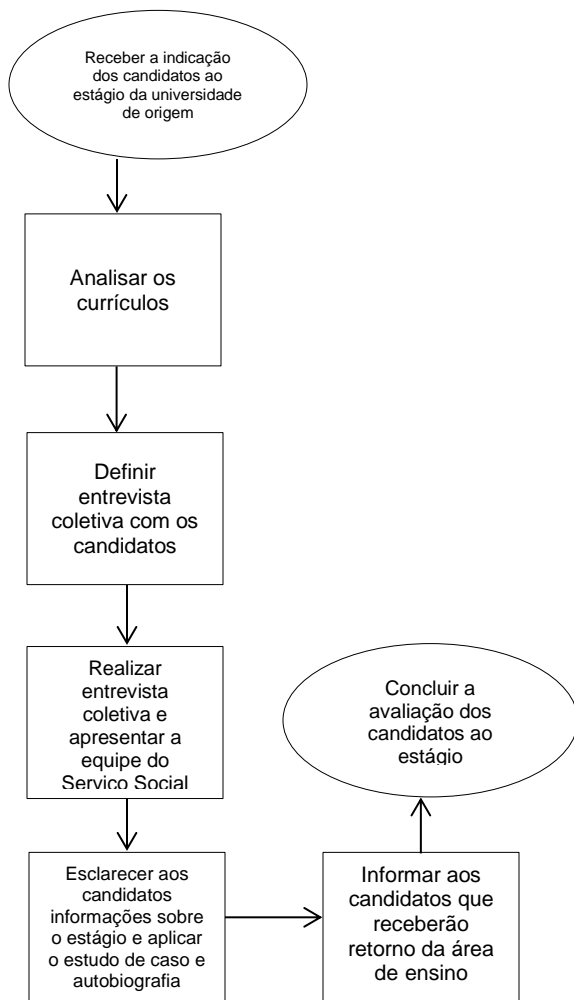 Receber a indicação
dos candidatos ao
estágio da universidade
de origem
Analisar os
currículos
Definir
entrevista
coletiva com os
candidatos
Realizar
entrevista
coletiva e
apresentar a
equipe do
Serviço Social
Esclarecer aos
candidatos
informações sobre
o estágio e aplicar
o estudo de caso e
autobiografia
Informar aos
candidatos que
receberão
retorno da área
de ensino
Concluir a
avaliação dos
candidatos ao
estágio